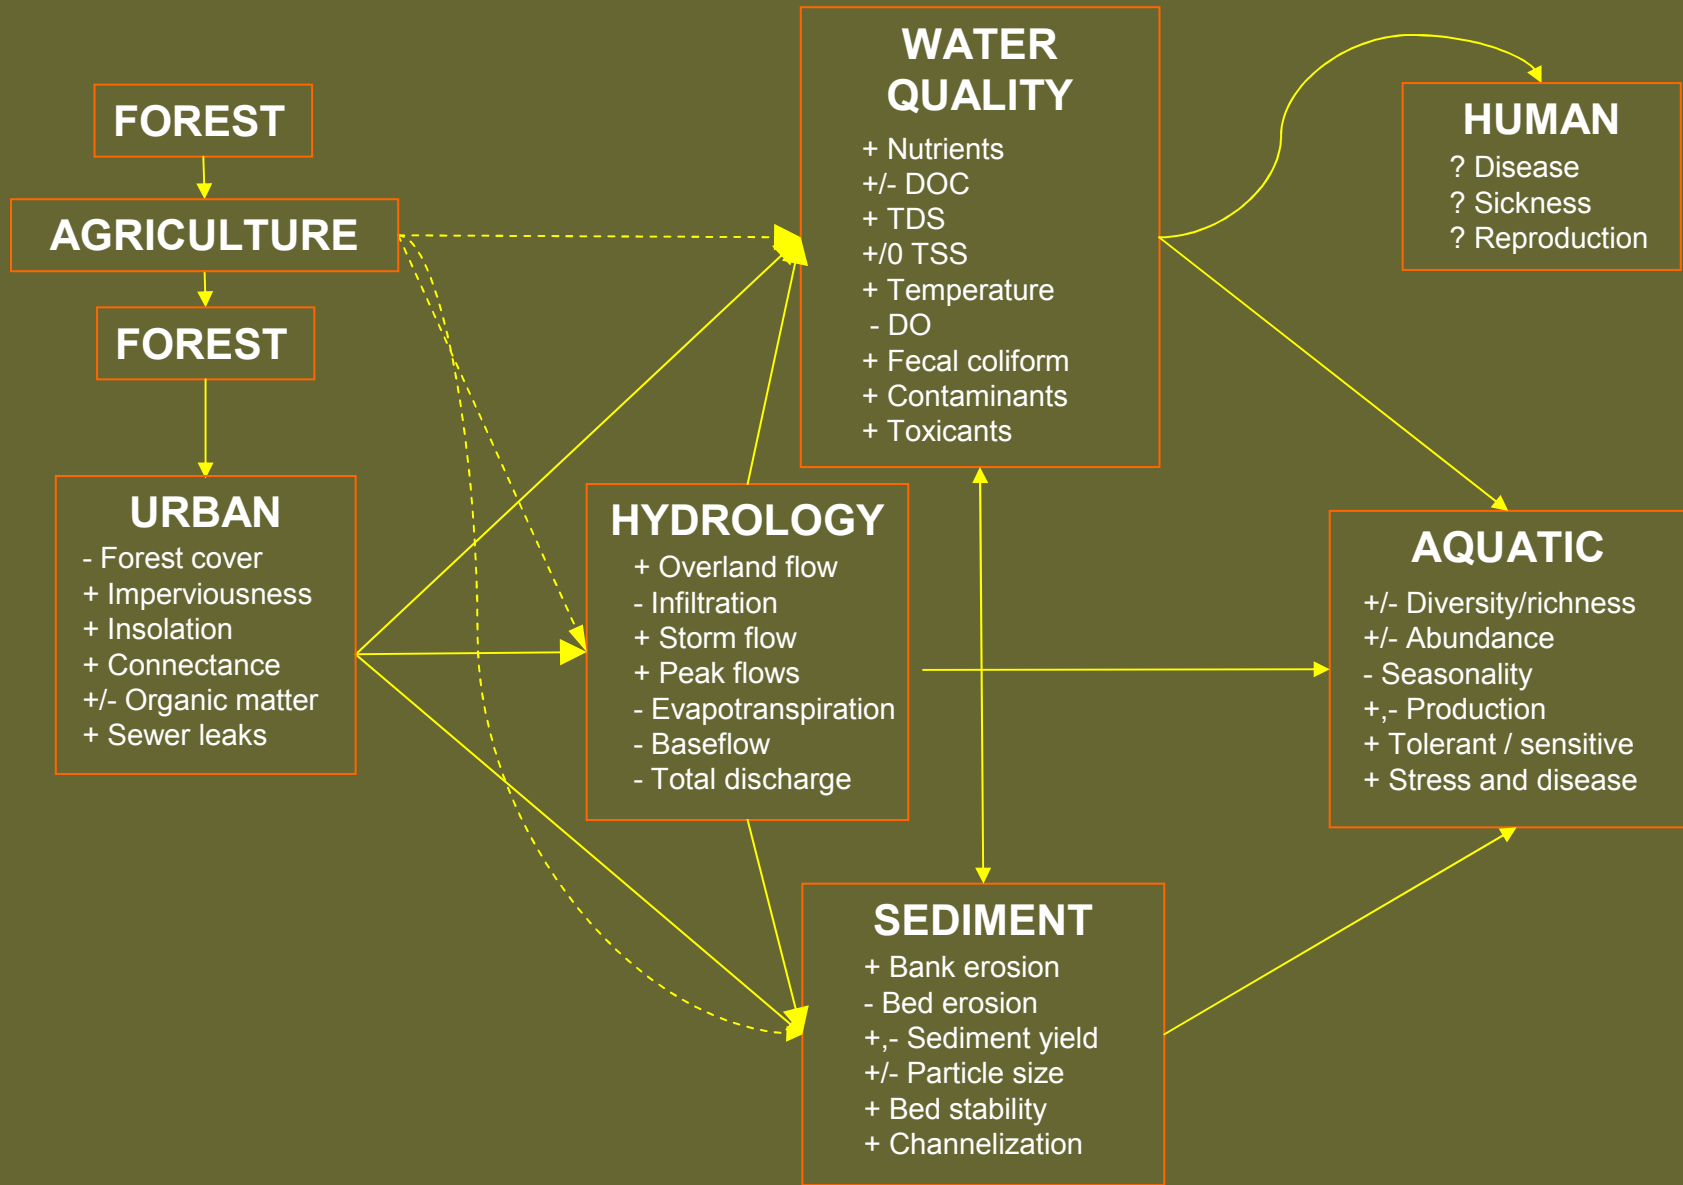 FOREST
AGRICULTURE
FOREST
URBAN
- Forest cover
+ Imperviousness
+ Insolation
+ Connectance
+/- Organic matter
+ Sewer leaks
HYDROLOGY
+ Overland flow
- Infiltration
+ Storm flow
+ Peak flows
- Evapotranspiration
- Baseflow
- Total discharge
WATER
QUALITY
+ Nutrients
+/- DOC
+ TDS
+/0 TSS
+ Temperature
- DO
+ Fecal coliform
+ Contaminants
+ Toxicants
SEDIMENT
+ Bank erosion
- Bed erosion
+,- Sediment yield
+/- Particle size
+ Bed stability
+ Channelization
HUMAN
? Disease
? Sickness
? Reproduction
AQUATIC
+/- Diversity/richness
+/- Abundance
- Seasonality
+,- Production
+ Tolerant / sensitive
+ Stress and disease